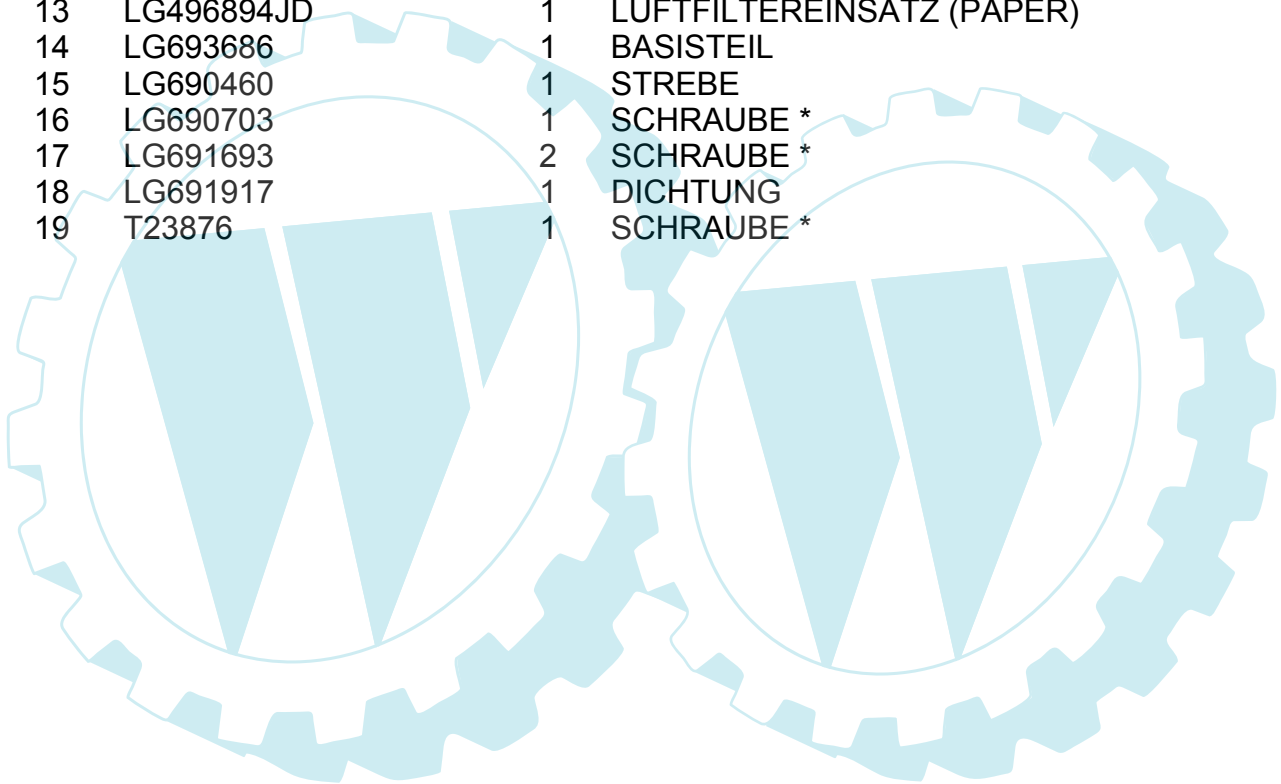 13 LG496894JD 1 LUFTFILTEREINSATZ (PAPER)
14 LG693686 1 BASISTEIL
15 LG690460 1 STREBE
16 LG690703 1 SCHRAUBE *
17 LG691693 2 SCHRAUBE *
18 LG691917 1 DICHTUNG
19 T23876 1 SCHRAUBE *